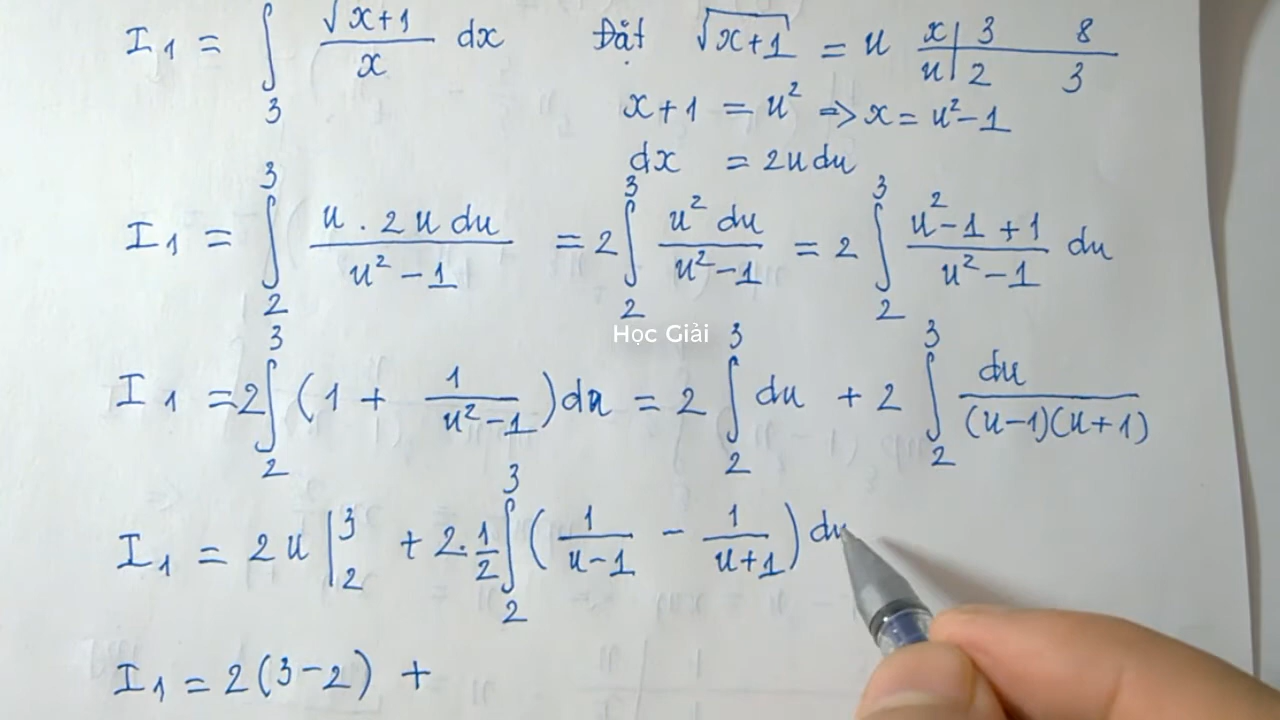 I₁ = ∫₃ √(x+1)/x dx Đặt √(x+1) = u x | 3 8
u | 2 3
x + 1 = u² => x = u² - 1
dx = 2u du
I₁ = ∫₂³ (u . 2u du)/(u² - 1) = 2 ∫₂³ (u² du)/(u² - 1) = 2 ∫₂³ (u² - 1 + 1)/(u² - 1) du
Học Giải
I₁ = 2 ∫₂³ (1 + 1/(u² - 1)) du = 2 ∫₂³ du + 2 ∫₂³ du/((u-1)(u+1))
I₁ = 2u |₂³ + 2 . 1/2 ∫₂³ (1/(u-1) - 1/(u+1)) du
I₁ = 2(3-2) +